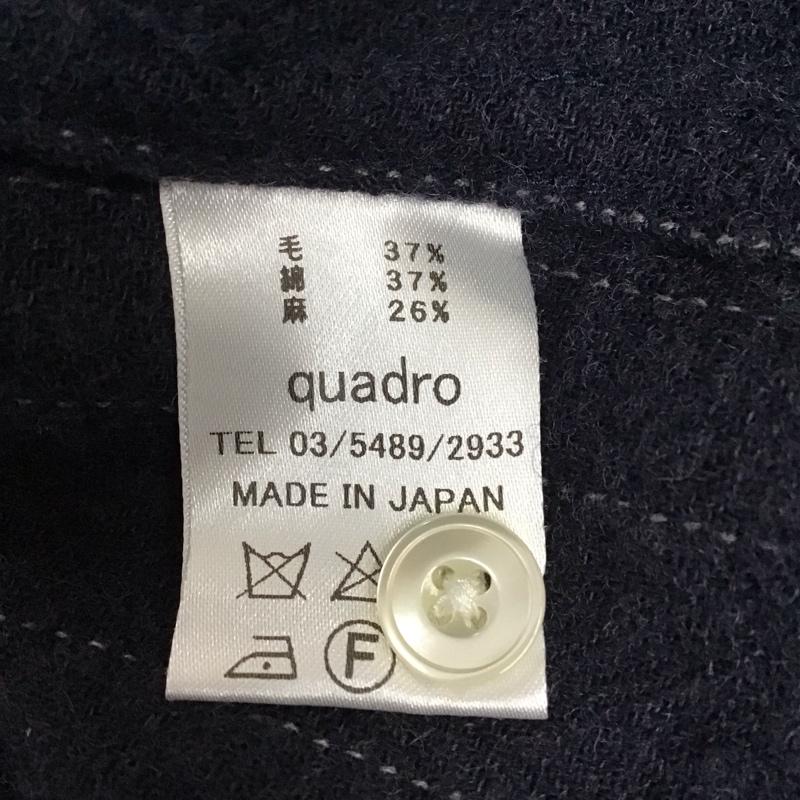 毛 37%
綿 37%
麻 26%
quadro
TEL 03/5489/2933
MADE IN JAPAN
F